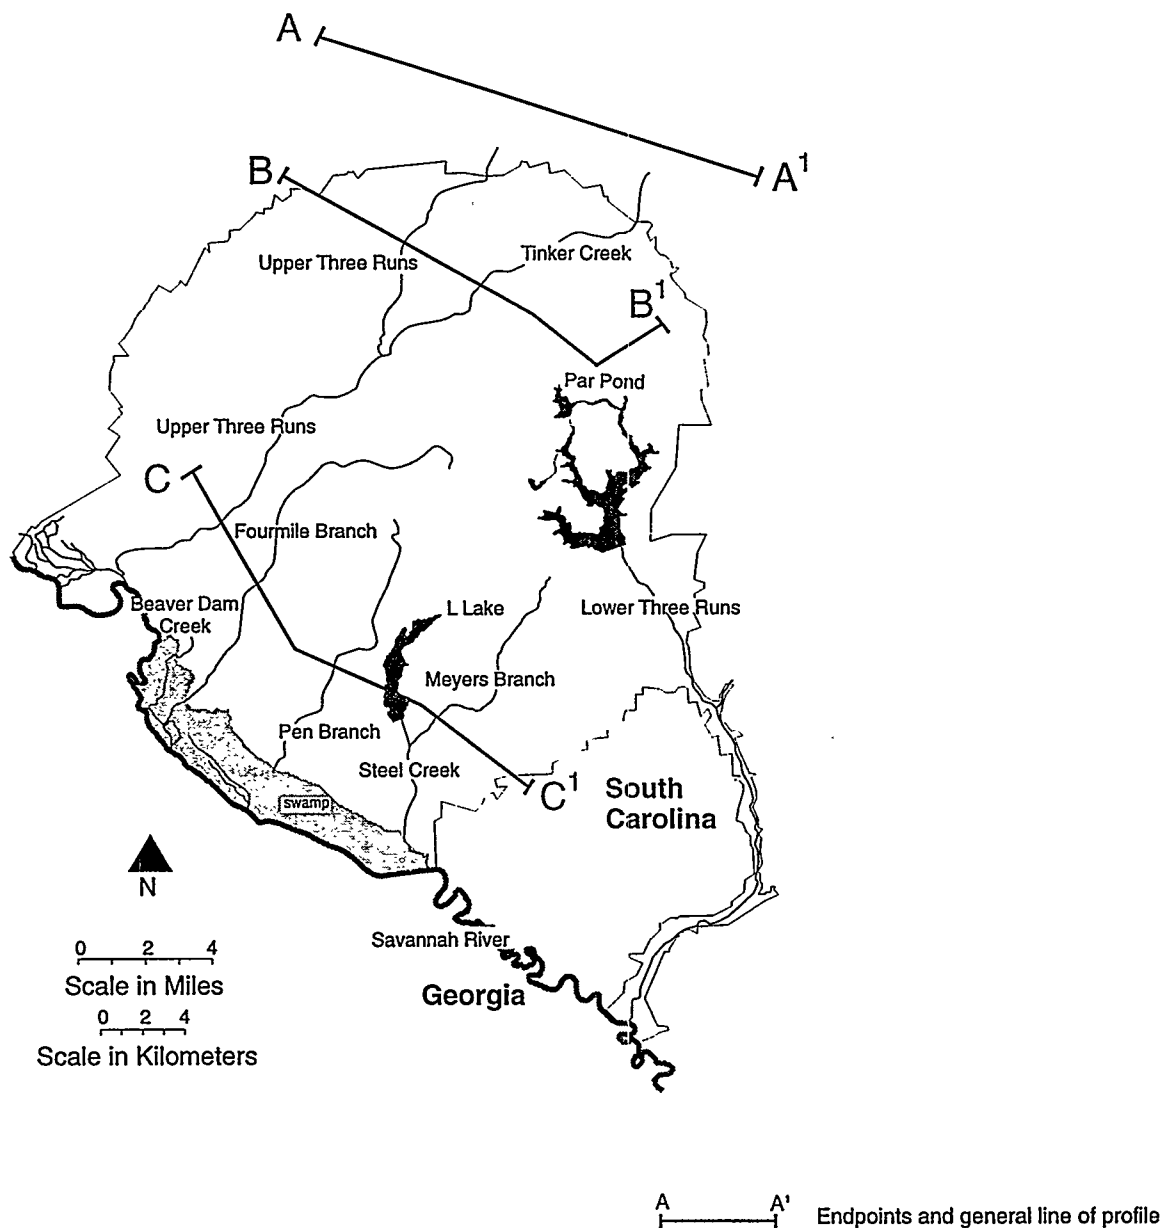 A
A¹
B
Upper Three Runs
Tinker Creek
B¹
Par Pond
Upper Three Runs
C
Fourmile Branch
Beaver Dam
Creek
L Lake
Lower Three Runs
Meyers Branch
Pen Branch
Steel Creek
C¹
South
Carolina
swamp
N
Savannah River
0 2 4
Scale in Miles
Georgia
0 2 4
Scale in Kilometers
A A'
Endpoints and general line of profile